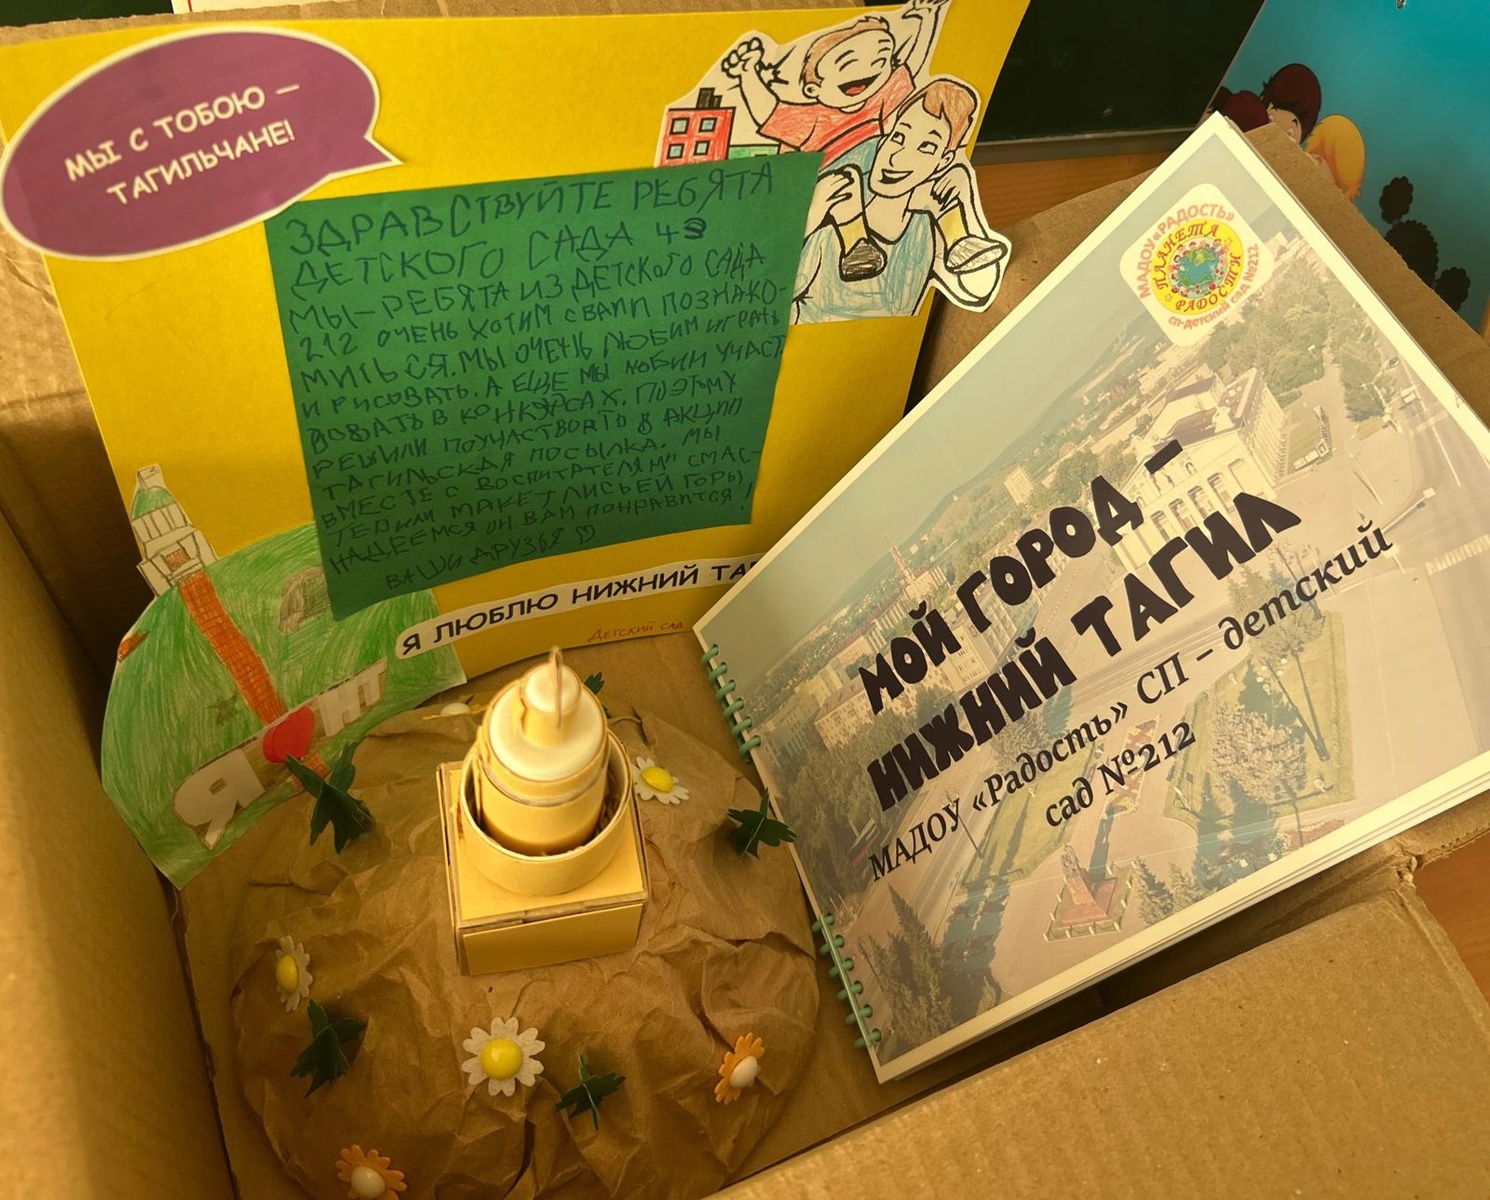 МЫ С ТОБОЮ –
ТАГИЛЬЧАНЕ!
ЗДРАВСТВУЙТЕ РЕБЯТА
ДЕТСКОГО САДА 43
МЫ – РЕБЯТА ИЗ ДЕТСКОГО САДА
212 ОЧЕНЬ ХОТИМ С ВАМИ ПОЗНАКО-
МИТЬСЯ. МЫ ОЧЕНЬ ЛЮБИМ ИГРАТЬ
И РИСОВАТЬ. А ЕЩЕ МЫ ЛЮБИМ УЧАСТ
ВОВАТЬ В КОНКУРСАХ. ПОЭТОМУ
РЕШИЛИ ПОУЧАСТВОВАТЬ В АКЦИИ
ТАГИЛЬСКАЯ ПОСЫЛКА. МЫ
ВМЕСТЕ С ВОСПИТАТЕЛЯМИ СМАС-
ТЕРИЛИ МАКЕТ ЛИСЬЕЙ ГОРЫ
НАДЕЕМСЯ ОН ВАМ ПОНРАВИТСЯ!
ВАШИ ДРУЗЬЯ
Я ЛЮБЛЮ НИЖНИЙ ТАГ
Детский сад
Я НТ
МАДОУ «РАДОСТЬ»
ПЛАНЕТА
РАДОСТИ
СП-детский сад №212
МОЙ ГОРОД –
НИЖНИЙ ТАГИЛ
МАДОУ «Радость» СП – детский
сад №212